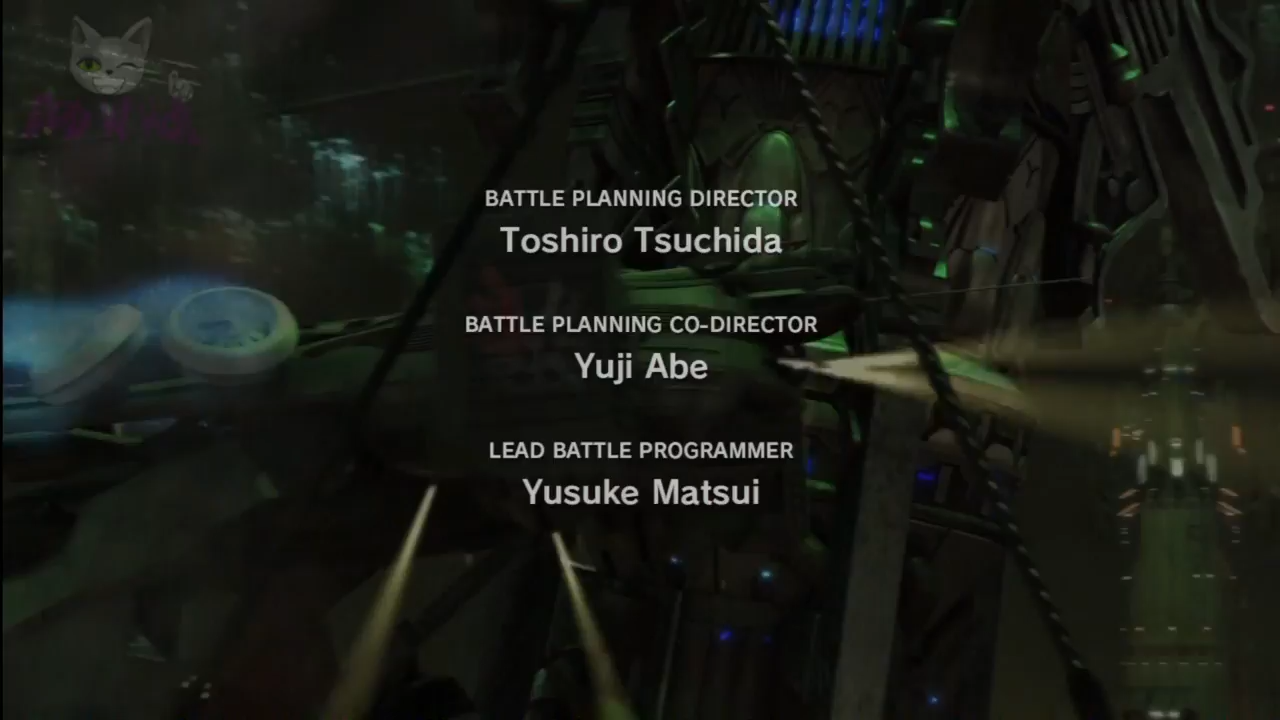 BATTLE PLANNING DIRECTOR
Toshiro Tsuchida
BATTLE PLANNING CO-DIRECTOR
Yuji Abe
LEAD BATTLE PROGRAMMER
Yusuke Matsui